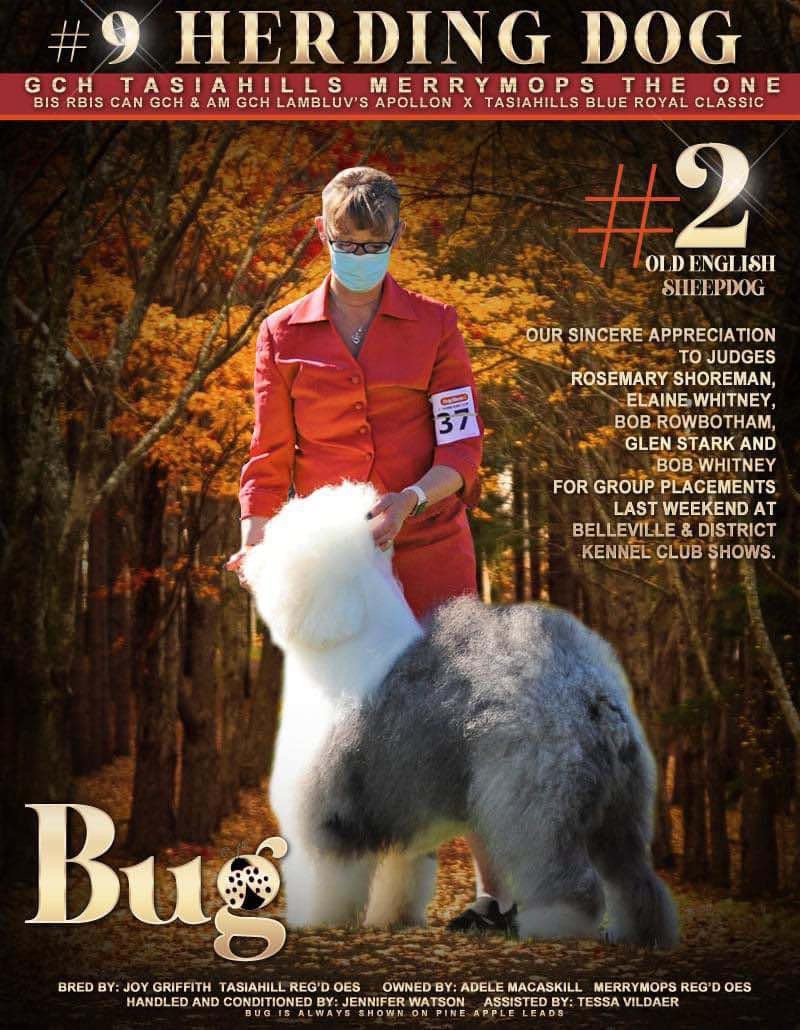 #9 HERDING DOG
GCH TASIAHILLS MERRYMOPS THE ONE
BIS RBIS CAN GCH & AM GCH LAMBLUV'S APOLLON X TASIAHILLS BLUE ROYAL CLASSIC
#2
OLD ENGLISH
SHEEPDOG
OUR SINCERE APPRECIATION
TO JUDGES
ROSEMARY SHOREMAN,
ELAINE WHITNEY,
BOB ROWBOTHAM,
GLEN STARK AND
BOB WHITNEY
FOR GROUP PLACEMENTS
LAST WEEKEND AT
BELLEVILLE & DISTRICT
KENNEL CLUB SHOWS.
37
Bug
BRED BY: JOY GRIFFITH TASIAHILL REG'D OES OWNED BY: ADELE MACASKILL MERRYMOPS REG'D OES
HANDLED AND CONDITIONED BY: JENNIFER WATSON ASSISTED BY: TESSA VILDAER
BUG IS ALWAYS SHOWN ON PINE APPLE LEADS